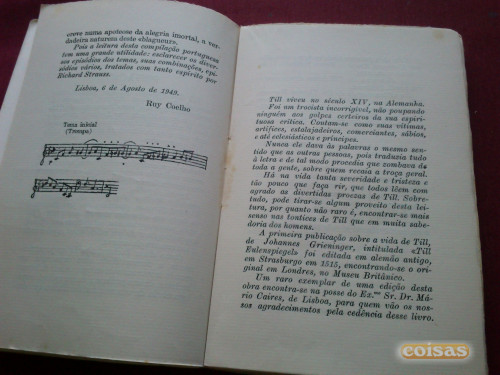 creve numa apoteose da alegria imortal, a ver-
dadeira natureza deste «blagueur».
Pois a leitura desta compilação portuguesa
tem uma grande utilidade: esclarecer os diver-
sos episódios dos temas, suas combinações, epi-
sódios vários, tratados com tanto espírito por
Richard Strauss.
Lisboa, 6 de Agosto de 1949.
Ruy Coelho
Tema inicial
(Trompa)
Till viveu no século XIV, na Alemanha.
Foi um trocista incorrigível, não poupando
ninguém aos golpes certeiros da sua espiri-
tuosa crítica. Contam-se como suas vítimas,
artífices, estalajadeiros, comerciantes, sábios,
e até eclesiásticos e príncipes.
Nunca ele dava às palavras o mesmo senti-
do que as outras pessoas, pois traduzia tudo
à letra e de tal modo procedia que zombava de
toda a gente, sobre quem recaía a troça geral.
Há na vida tanta severidade e tristeza e
tão pouco que faça rir, que todos lêem com
agrado as divertidas proezas de Till. Sobre-
tudo, pode tirar-se algum proveito desta lei-
tura, por quanto não raro é, encontrar-se mais
senso nas tontices de Till que em muita sabe-
doria dos homens.
A primeira publicação sobre a vida de Till,
de Johannes Grieninger, intitulada «Till
Eulenspiegel» foi editada em alemão antigo,
em Strasburgo em 1515, encontrando-se o ori-
ginal em Londres, no Museu Britânico.
Um raro exemplar de uma edição desta
obra encontra-se na posse do Ex.mo Sr. Dr. Má-
rio Caires, de Lisboa, para quem vão os nos-
sos agradecimentos pela cedência desse livro.
coisas